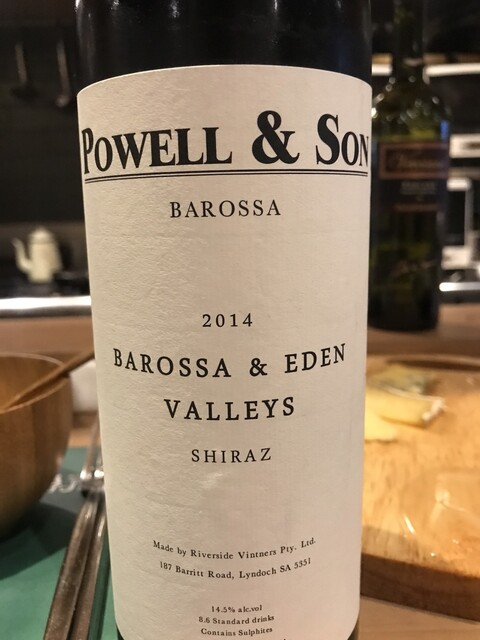 POWELL & SON
BAROSSA
2014
BAROSSA & EDEN
VALLEYS
SHIRAZ
Made by Riverside Vintners Pty. Ltd.
187 Barritt Road, Lyndoch SA 5351
14.5% alc.vol
8.6 Standard drinks
Contains Sulphites